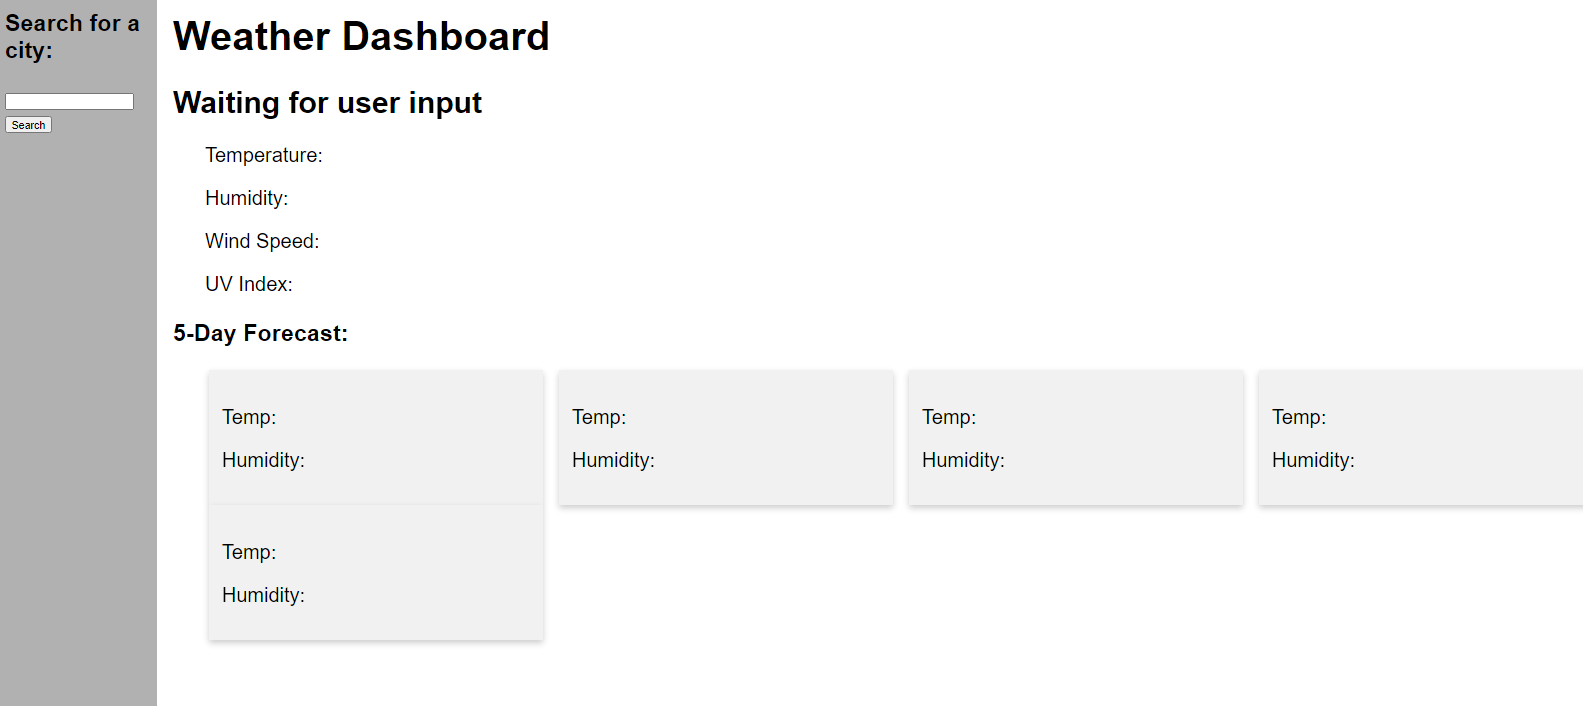 Search for a
city:
Search
Weather Dashboard
Waiting for user input
Temperature:
Humidity:
Wind Speed:
UV Index:
5-Day Forecast:
Temp:
Humidity:
Temp:
Humidity:
Temp:
Humidity:
Temp:
Humidity:
Temp:
Humidity: